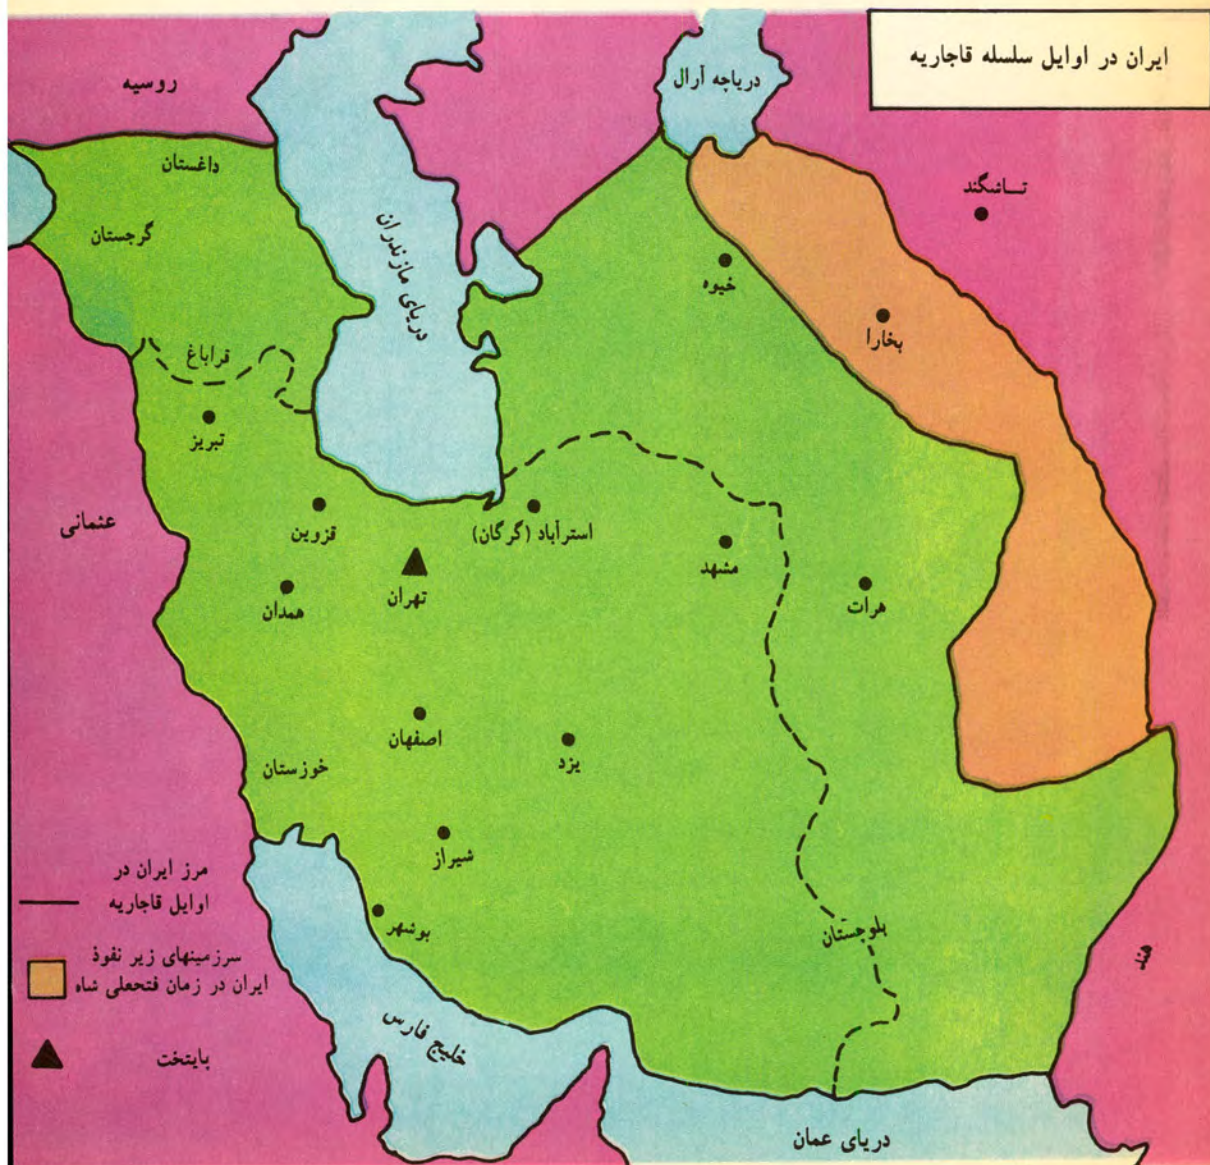 ایران در اوایل سلسله قاجاریه
روسیه
دریاچه آرال
داغستان
تاشگند
گرجستان
دریای مازندران
خیوه
بخارا
قراباغ
تبریز
عثمانی
قزوین
استرآباد (گرگان)
مشهد
تهران
همدان
هرات
اصفهان
یزد
خوزستان
شیراز
مرز ایران در
اوایل قاجاریه
بوشهر
بلوچستان
هند
سرزمینهای زیر نفوذ
ایران در زمان فتحعلی شاه
خلیج فارس
پایتخت
دریای عمان